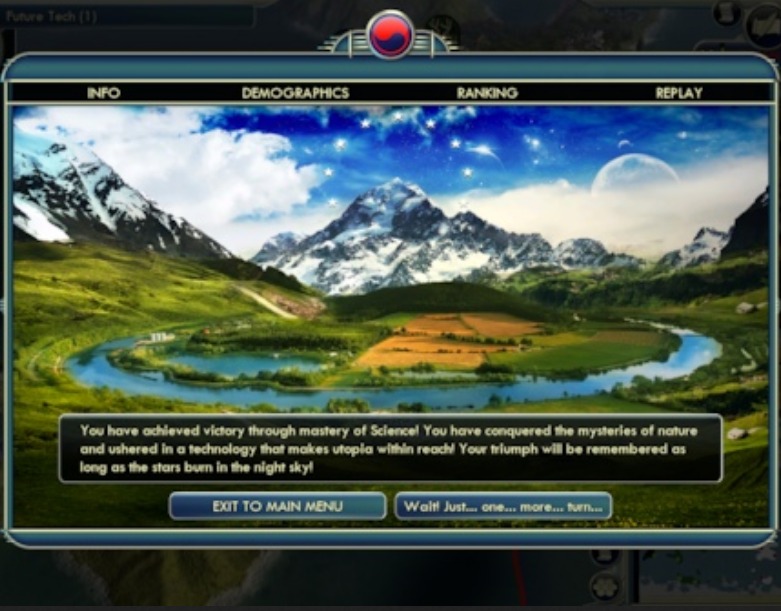 Future Tech (1)
INFO DEMOGRAPHICS RANKING REPLAY
You have achieved victory through mastery of Science! You have conquered the mysteries of nature
and ushered in a technology that makes utopia within reach! Your triumph will be remembered as
long as the stars burn in the night sky!
EXIT TO MAIN MENU Wait! Just... one... more... turn...